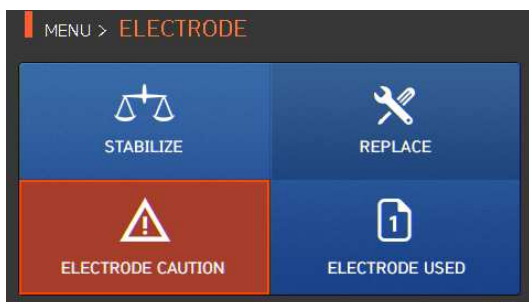 MENU > ELECTRODE
STABILIZE
REPLACE
ELECTRODE CAUTION
1
ELECTRODE USED